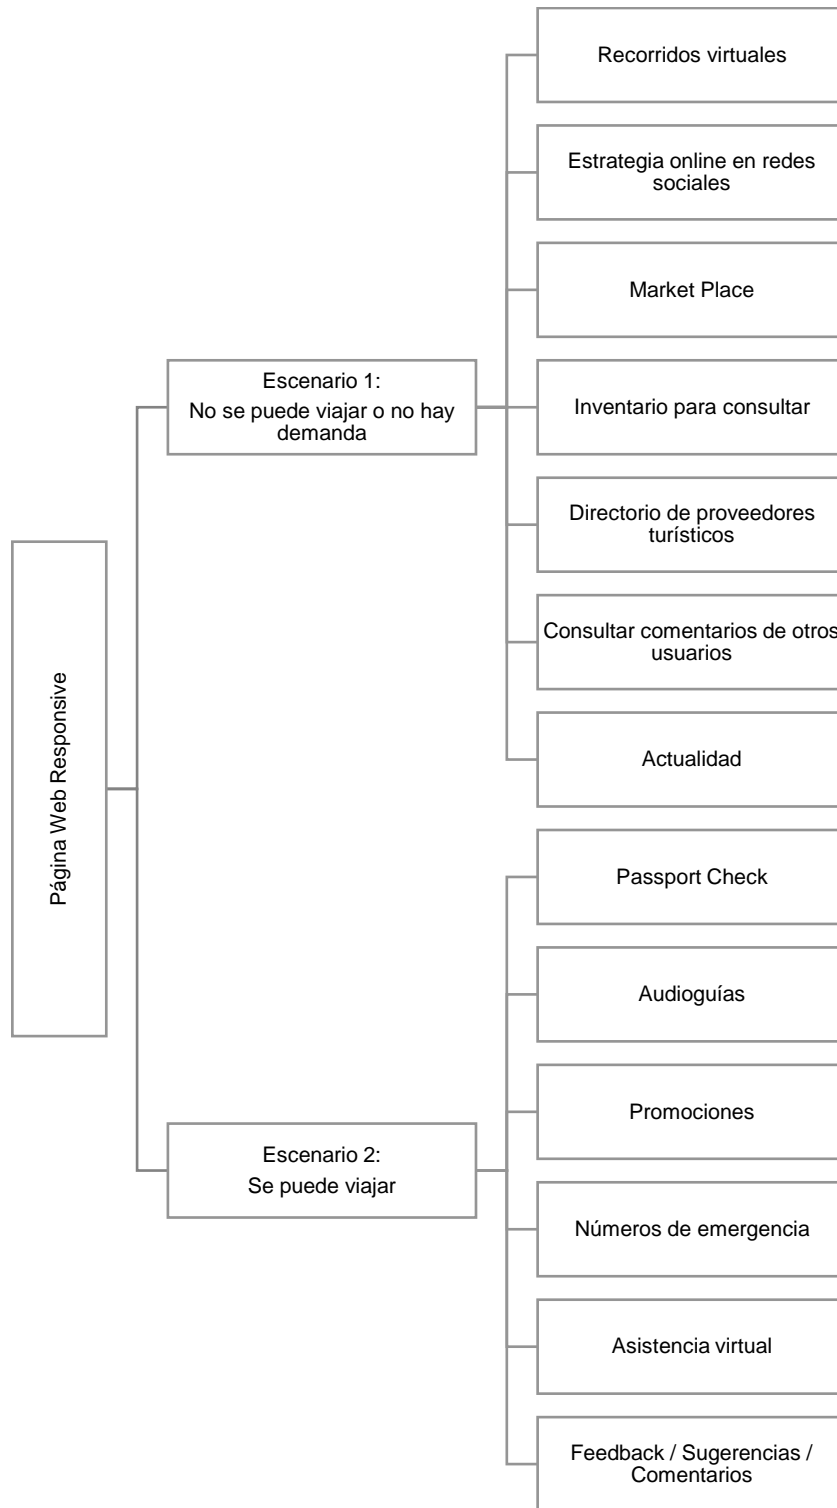 Página Web Responsive
Escenario 1:
No se puede viajar o no hay
demanda
Recorridos virtuales
Estrategia online en redes
sociales
Market Place
Inventario para consultar
Directorio de proveedores
turísticos
Consultar comentarios de otros
usuarios
Actualidad
Escenario 2:
Se puede viajar
Passport Check
Audioguías
Promociones
Números de emergencia
Asistencia virtual
Feedback / Sugerencias /
Comentarios